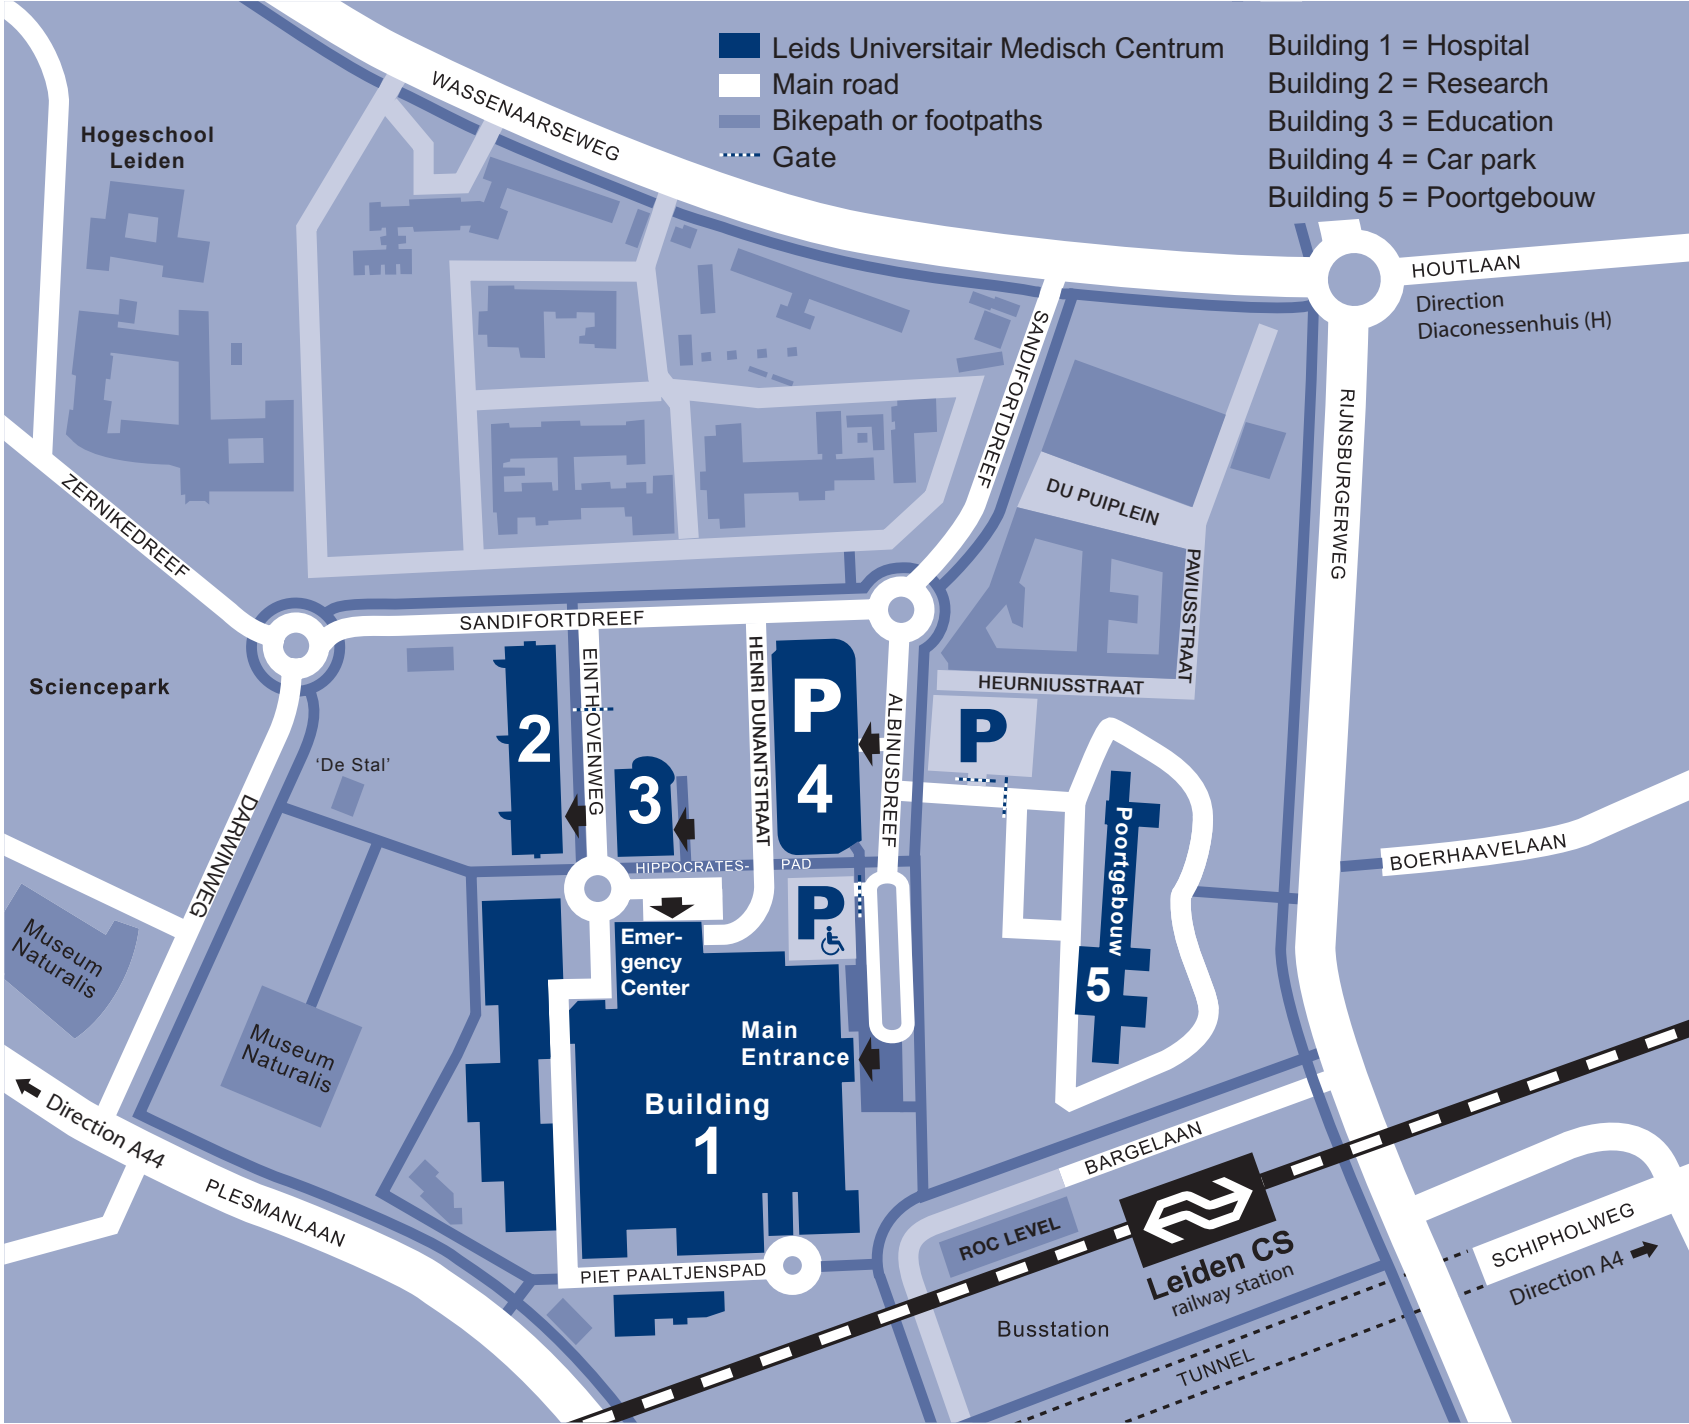 Leids Universitair Medisch Centrum
Main road
Bikepath or footpaths
Gate
Building 1 = Hospital
Building 2 = Research
Building 3 = Education
Building 4 = Car park
Building 5 = Poortgebouw
WASSENAARSEWEG
Hogeschool
Leiden
HOUTLAAN
Direction
Diaconessenhuis (H)
SANDIFORTDREEF
RIJNSBURGERWEG
ZERNIKEDREEF
DU PUIPLEIN
PAVIUSSTRAAT
HEURNIUSSTRAAT
SANDIFORTDREEF
Sciencepark
EINTHOVENWEG
HENRI DUNANTSTRAAT
ALBINUSDREEF
P
4
P
2
3
'De Stal'
DARWINWEG
Poortgebouw
5
BOERHAAVELAAN
HIPPOCRATES-
PAD
P
Emer-
gency
Center
Museum
Naturalis
Museum
Naturalis
Main
Entrance
Building
1
Direction A44
PLESMANLAAN
BARGELAAN
ROC LEVEL
PIET PAALTJENSPAD
Leiden CS
railway station
SCHIPHOLWEG
Direction A4
Busstation
TUNNEL